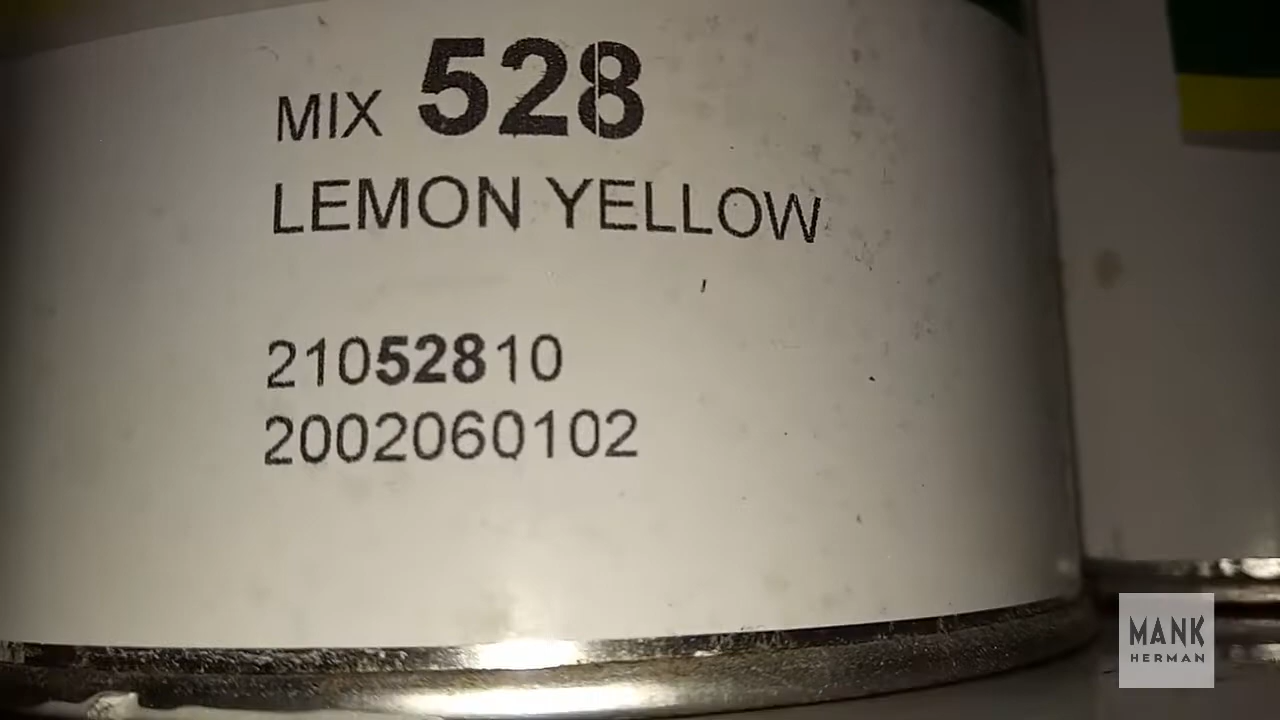 MIX 528
LEMON YELLOW
21052810
2002060102
MANK
HERMAN